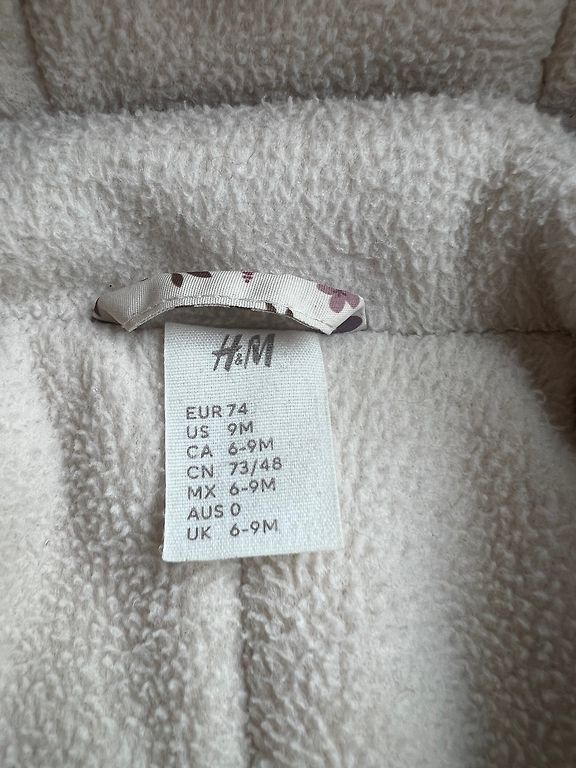 H&M
EUR 74
US 9M
CA 6-9M
CN 73/48
MX 6-9M
AUS 0
UK 6-9M